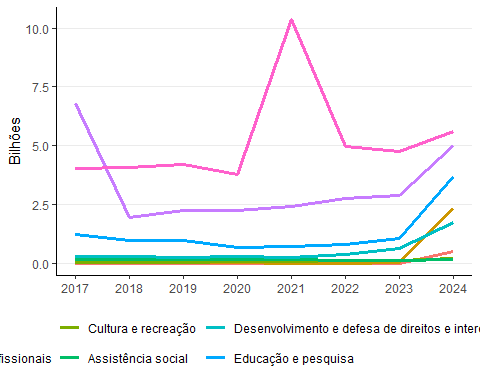 Bilhões
10.0
7.5
5.0
2.5
0.0
2017 2018 2019 2020 2021 2022 2023 2024
Cultura e recreação Desenvolvimento e defesa de direitos e intere
fissionais Assistência social Educação e pesquisa